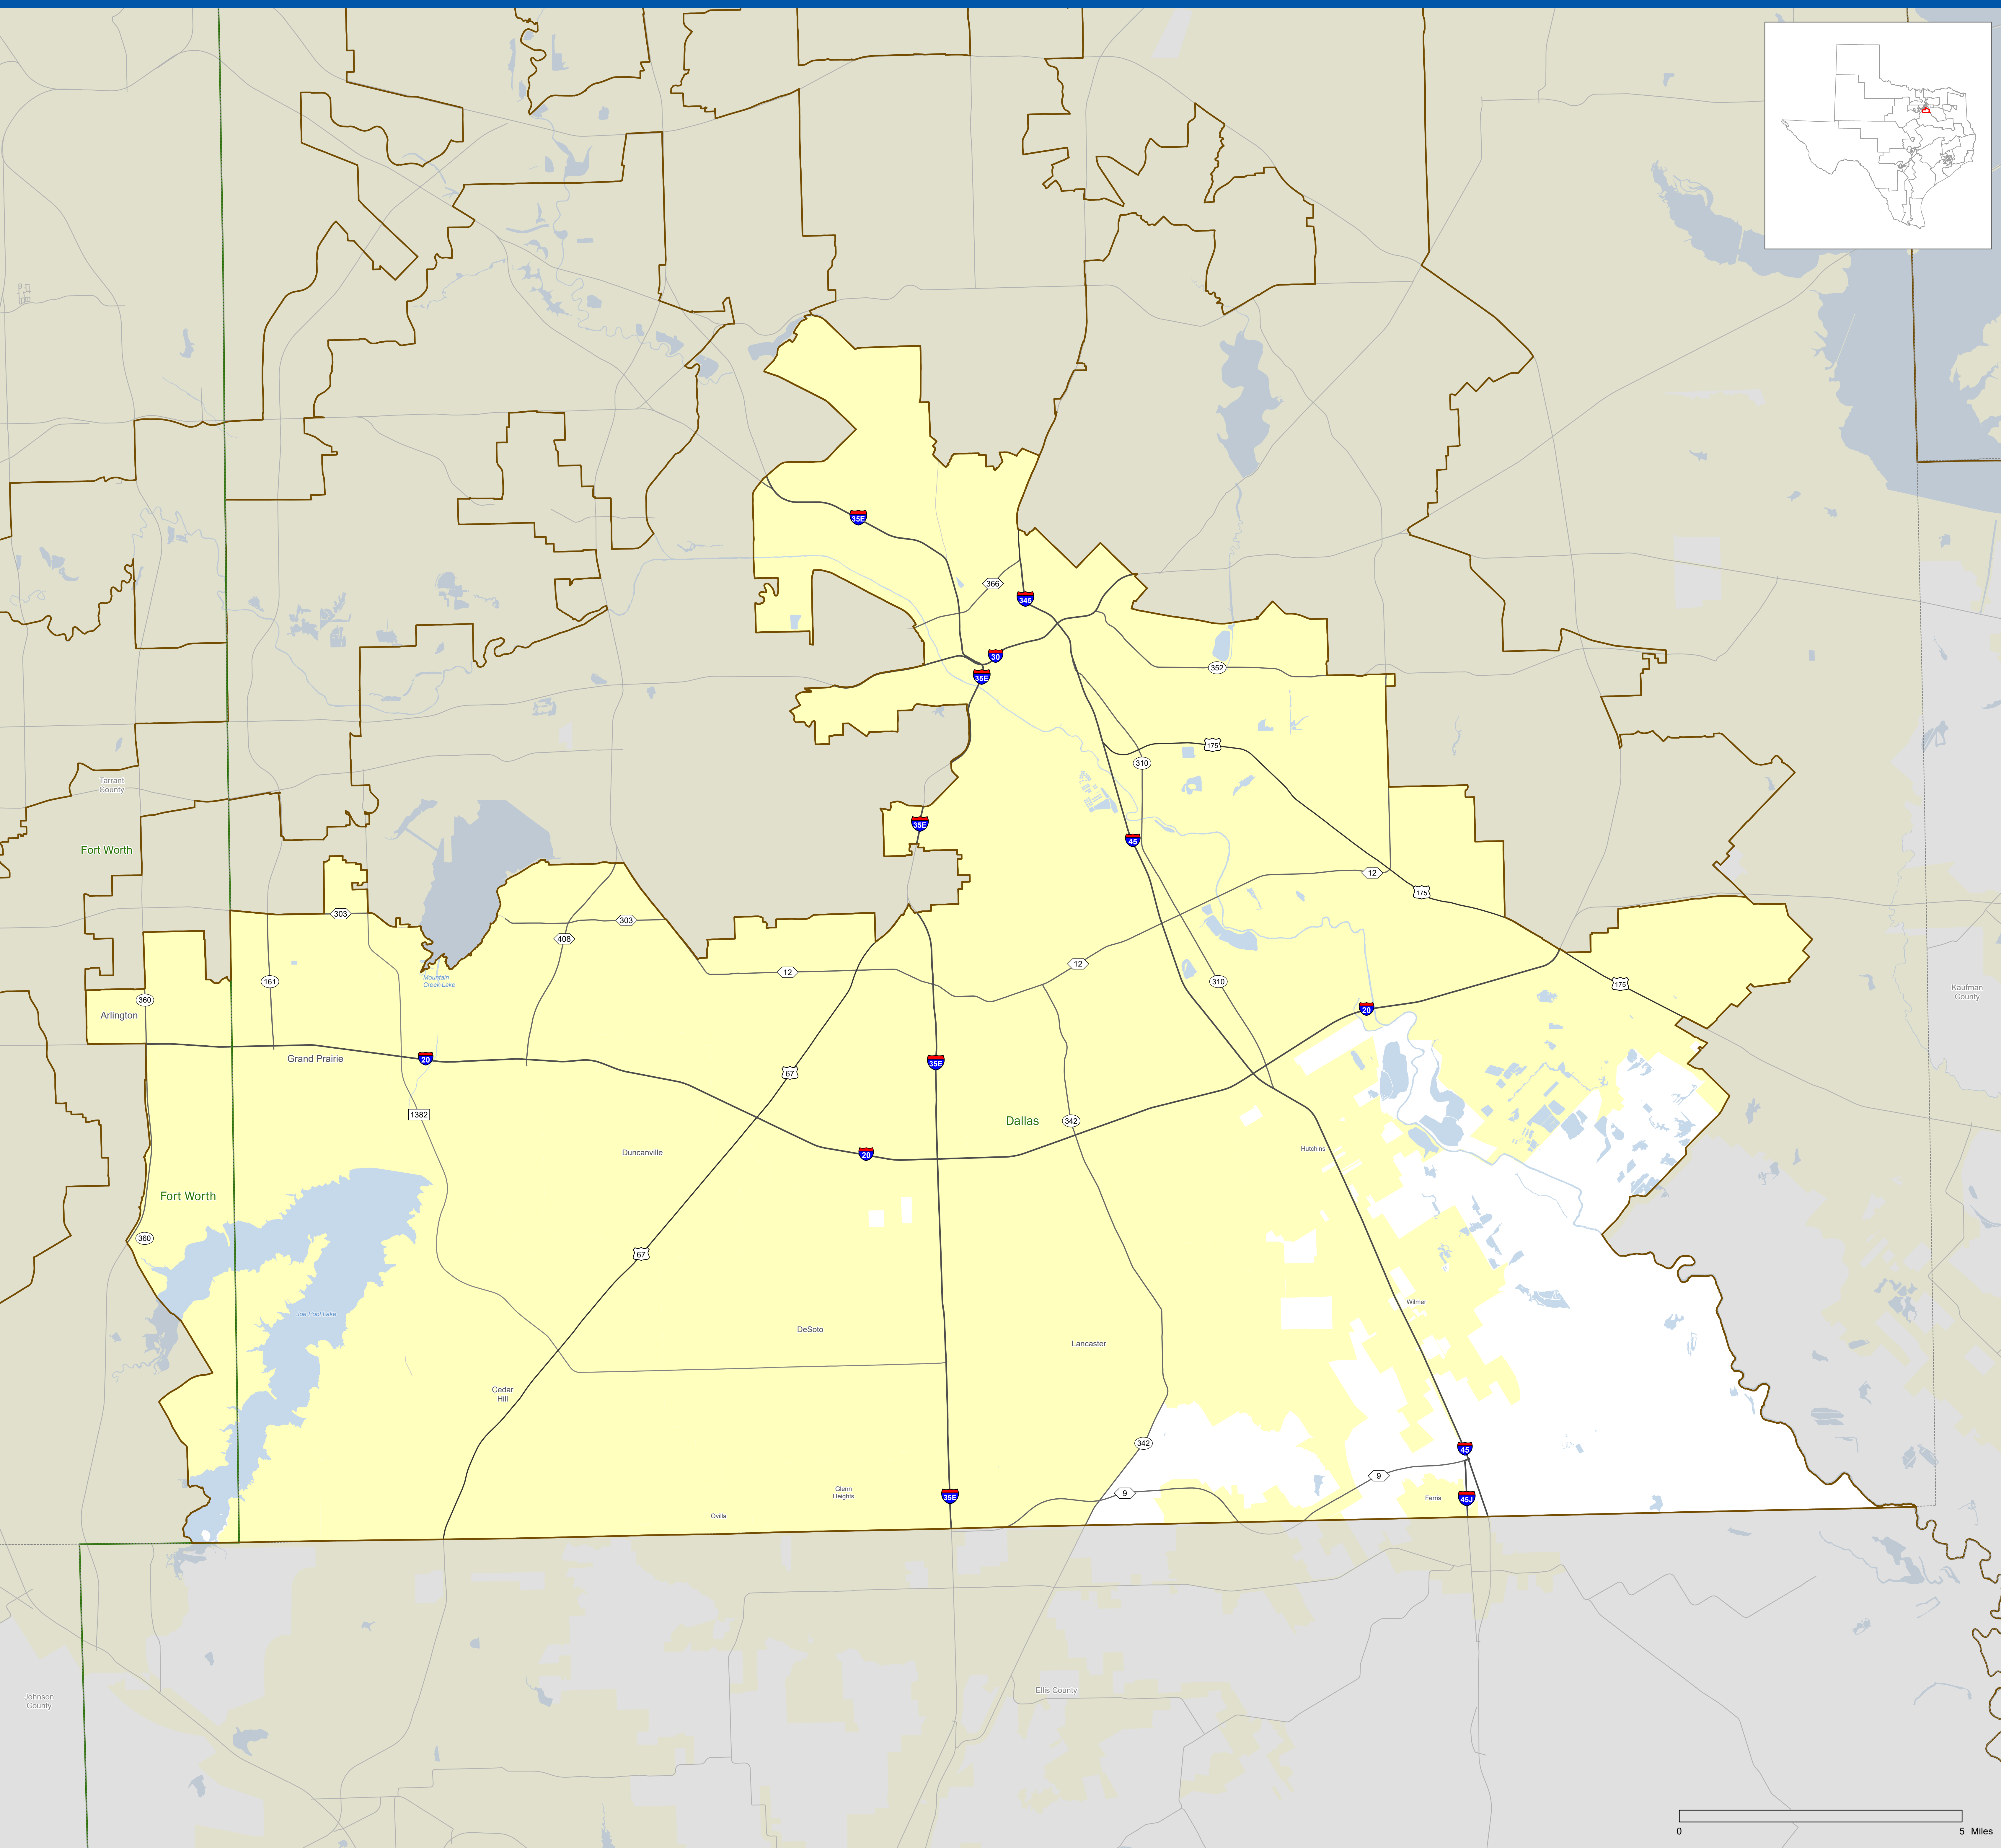 35E
366
345
30
35E
352
175
310
Tarrant
County
35E
45
Fort Worth
12
175
303
303
408
12
12
Mountain
Creek Lake
161
310
175
360
20
Kaufman
County
Arlington
Grand Prairie
20
35E
67
1382
Dallas
342
Duncanville
20
Hutchins
Fort Worth
360
67
Wilmer
Joe Pool Lake
DeSoto
Lancaster
Cedar
Hill
342
45
9
Glenn
Heights
35E
9
Ferris
45J
Ovilla
Johnson
County
Ellis County
0 5 Miles